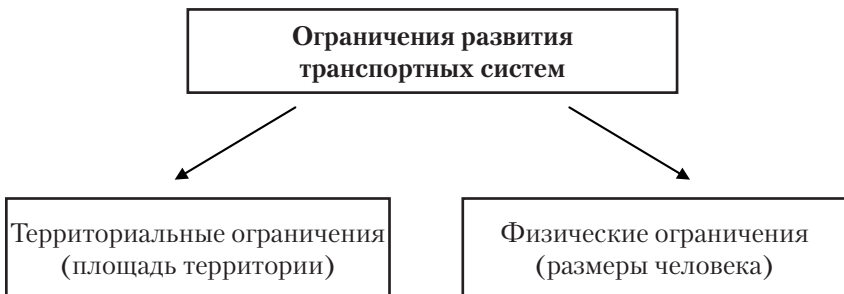 Ограничения развития
транспортных систем
Территориальные ограничения
(площадь территории)
Физические ограничения
(размеры человека)